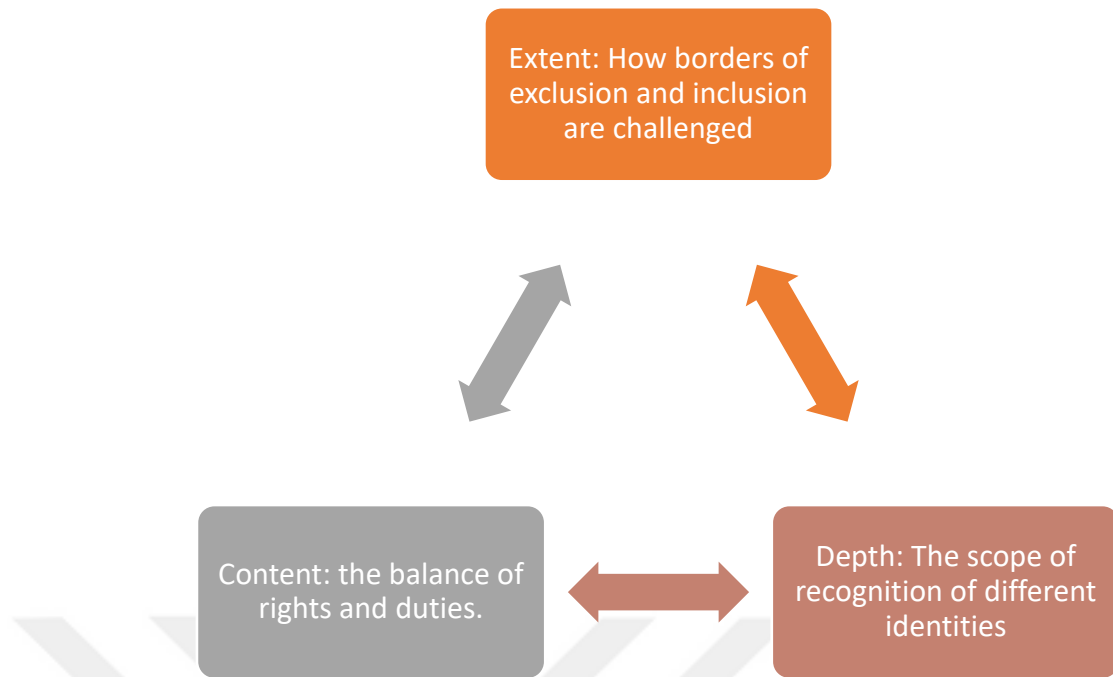 Extent: How borders of
exclusion and inclusion
are challenged
Content: the balance of
rights and duties.
Depth: The scope of
recognition of different
identities